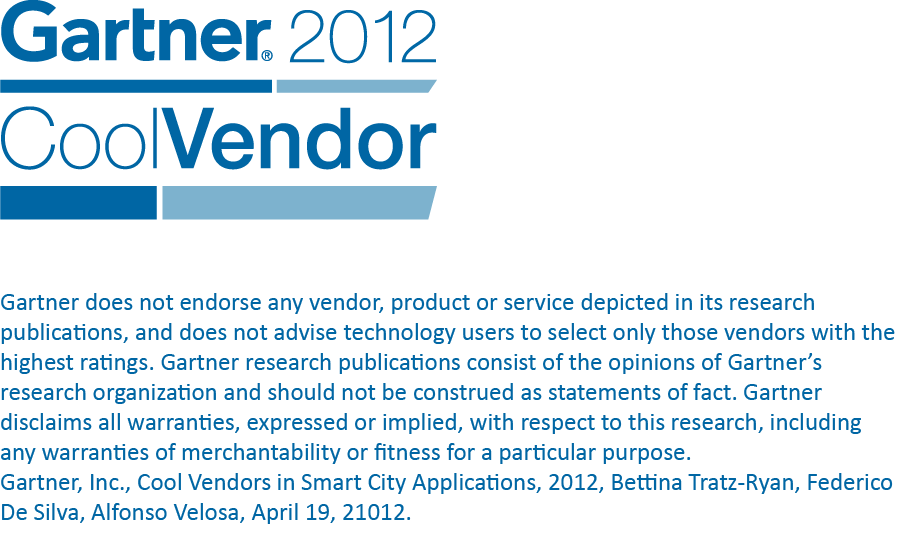 Gartner® 2012
CoolVendor
Gartner does not endorse any vendor, product or service depicted in its research
publications, and does not advise technology users to select only those vendors with the
highest ratings. Gartner research publications consist of the opinions of Gartner’s
research organization and should not be construed as statements of fact. Gartner
disclaims all warranties, expressed or implied, with respect to this research, including
any warranties of merchantability or fitness for a particular purpose.
Gartner, Inc., Cool Vendors in Smart City Applications, 2012, Bettina Tratz-Ryan, Federico
De Silva, Alfonso Velosa, April 19, 21012.